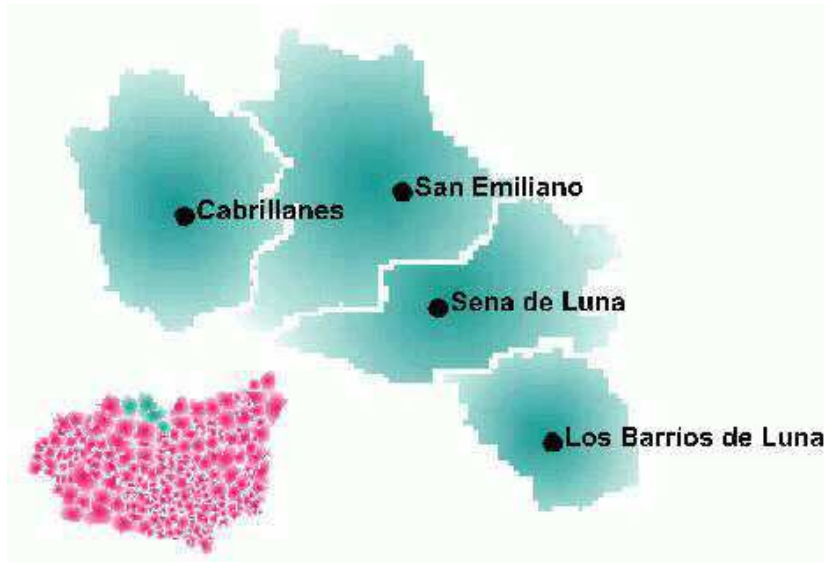 San Emiliano
Cabrillanes
Sena de Luna
Los Barrios de Luna